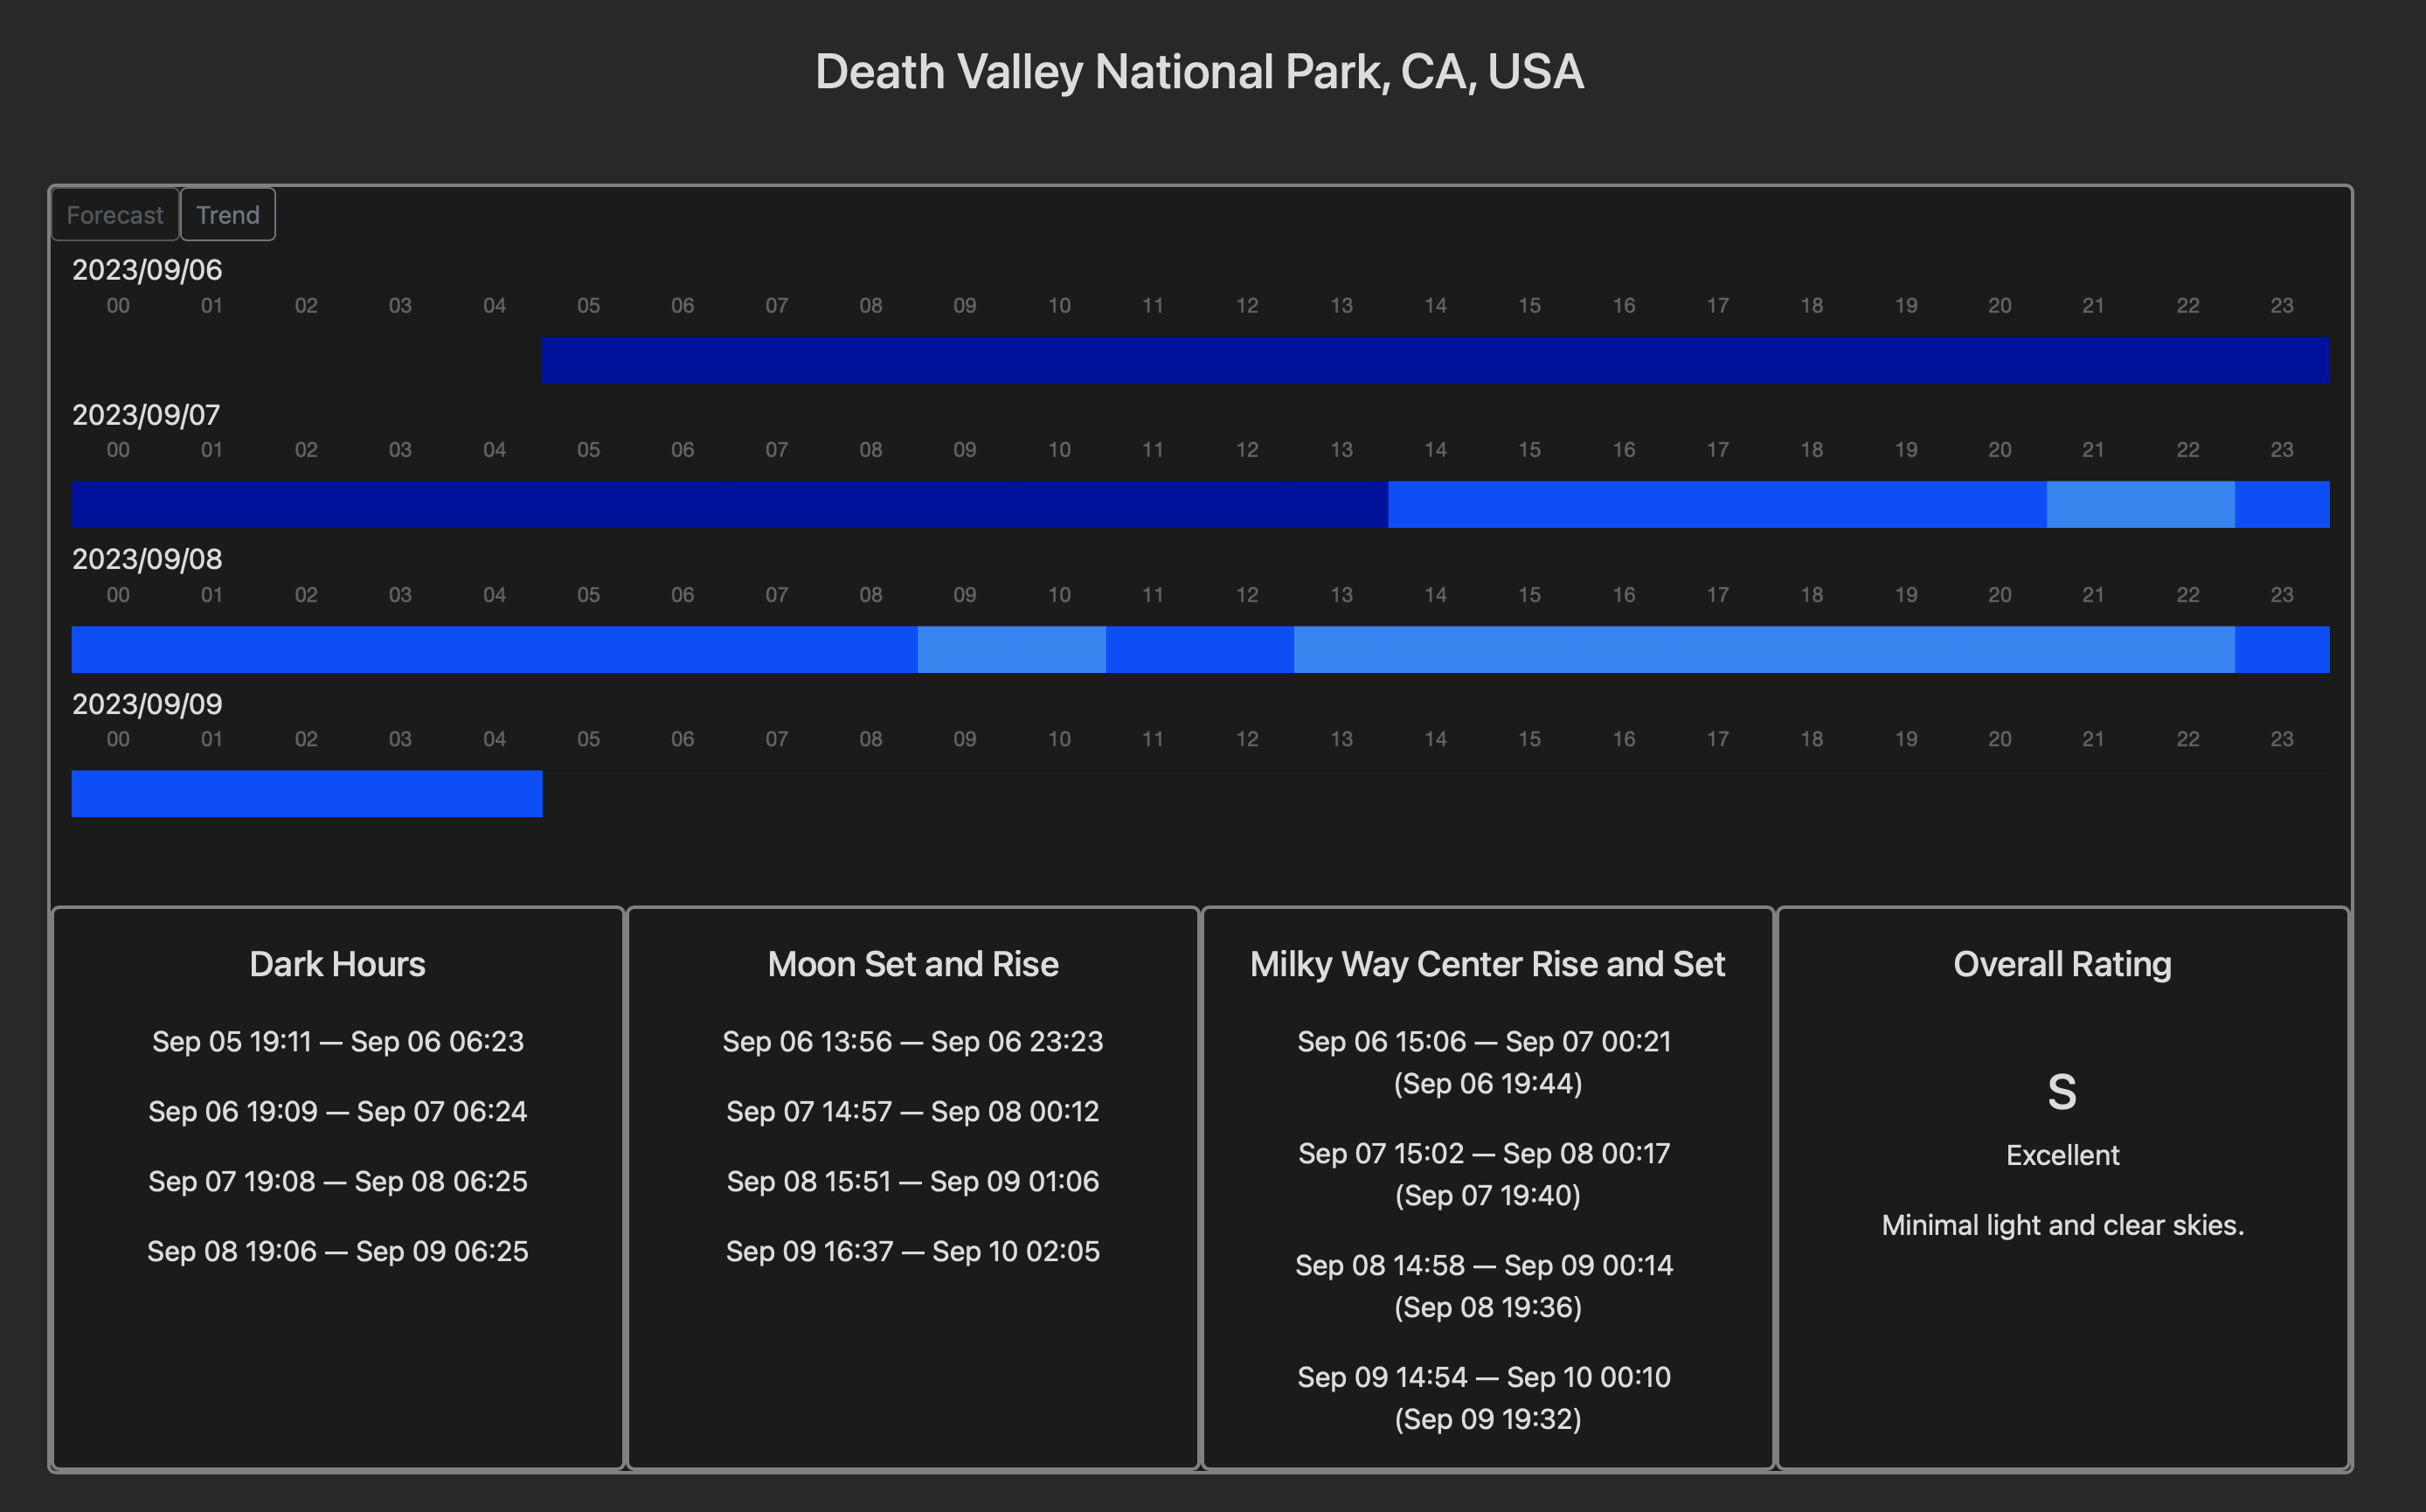 Death Valley National Park, CA, USA
Forecast Trend
2023/09/06
00 01 02 03 04 05 06 07 08 09 10 11 12 13 14 15 16 17 18 19 20 21 22 23
2023/09/07
00 01 02 03 04 05 06 07 08 09 10 11 12 13 14 15 16 17 18 19 20 21 22 23
2023/09/08
00 01 02 03 04 05 06 07 08 09 10 11 12 13 14 15 16 17 18 19 20 21 22 23
2023/09/09
00 01 02 03 04 05 06 07 08 09 10 11 12 13 14 15 16 17 18 19 20 21 22 23
Dark Hours
Sep 05 19:11 — Sep 06 06:23
Sep 06 19:09 — Sep 07 06:24
Sep 07 19:08 — Sep 08 06:25
Sep 08 19:06 — Sep 09 06:25
Moon Set and Rise
Sep 06 13:56 — Sep 06 23:23
Sep 07 14:57 — Sep 08 00:12
Sep 08 15:51 — Sep 09 01:06
Sep 09 16:37 — Sep 10 02:05
Milky Way Center Rise and Set
Sep 06 15:06 — Sep 07 00:21
(Sep 06 19:44)
Sep 07 15:02 — Sep 08 00:17
(Sep 07 19:40)
Sep 08 14:58 — Sep 09 00:14
(Sep 08 19:36)
Sep 09 14:54 — Sep 10 00:10
(Sep 09 19:32)
Overall Rating
S
Excellent
Minimal light and clear skies.